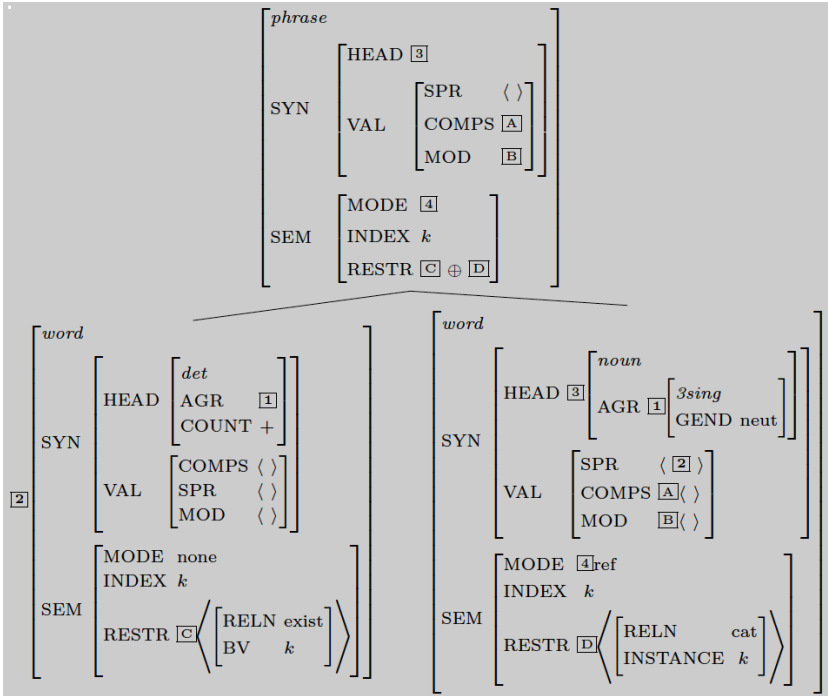 phrase
SYN
HEAD 3
VAL
SPR ⟨ ⟩
COMPS A
MOD B
SEM
MODE 4
INDEX k
RESTR C ⊕ D
2
word
SYN
HEAD
det
AGR 1
COUNT +
VAL
COMPS ⟨ ⟩
SPR ⟨ ⟩
MOD ⟨ ⟩
SEM
MODE none
INDEX k
RESTR C
RELN exist
BV k
word
SYN
HEAD 3
noun
AGR 1
3sing
GEND neut
VAL
SPR ⟨ 2 ⟩
COMPS A⟨ ⟩
MOD B⟨ ⟩
SEM
MODE 4ref
INDEX k
RESTR D
RELN cat
INSTANCE k